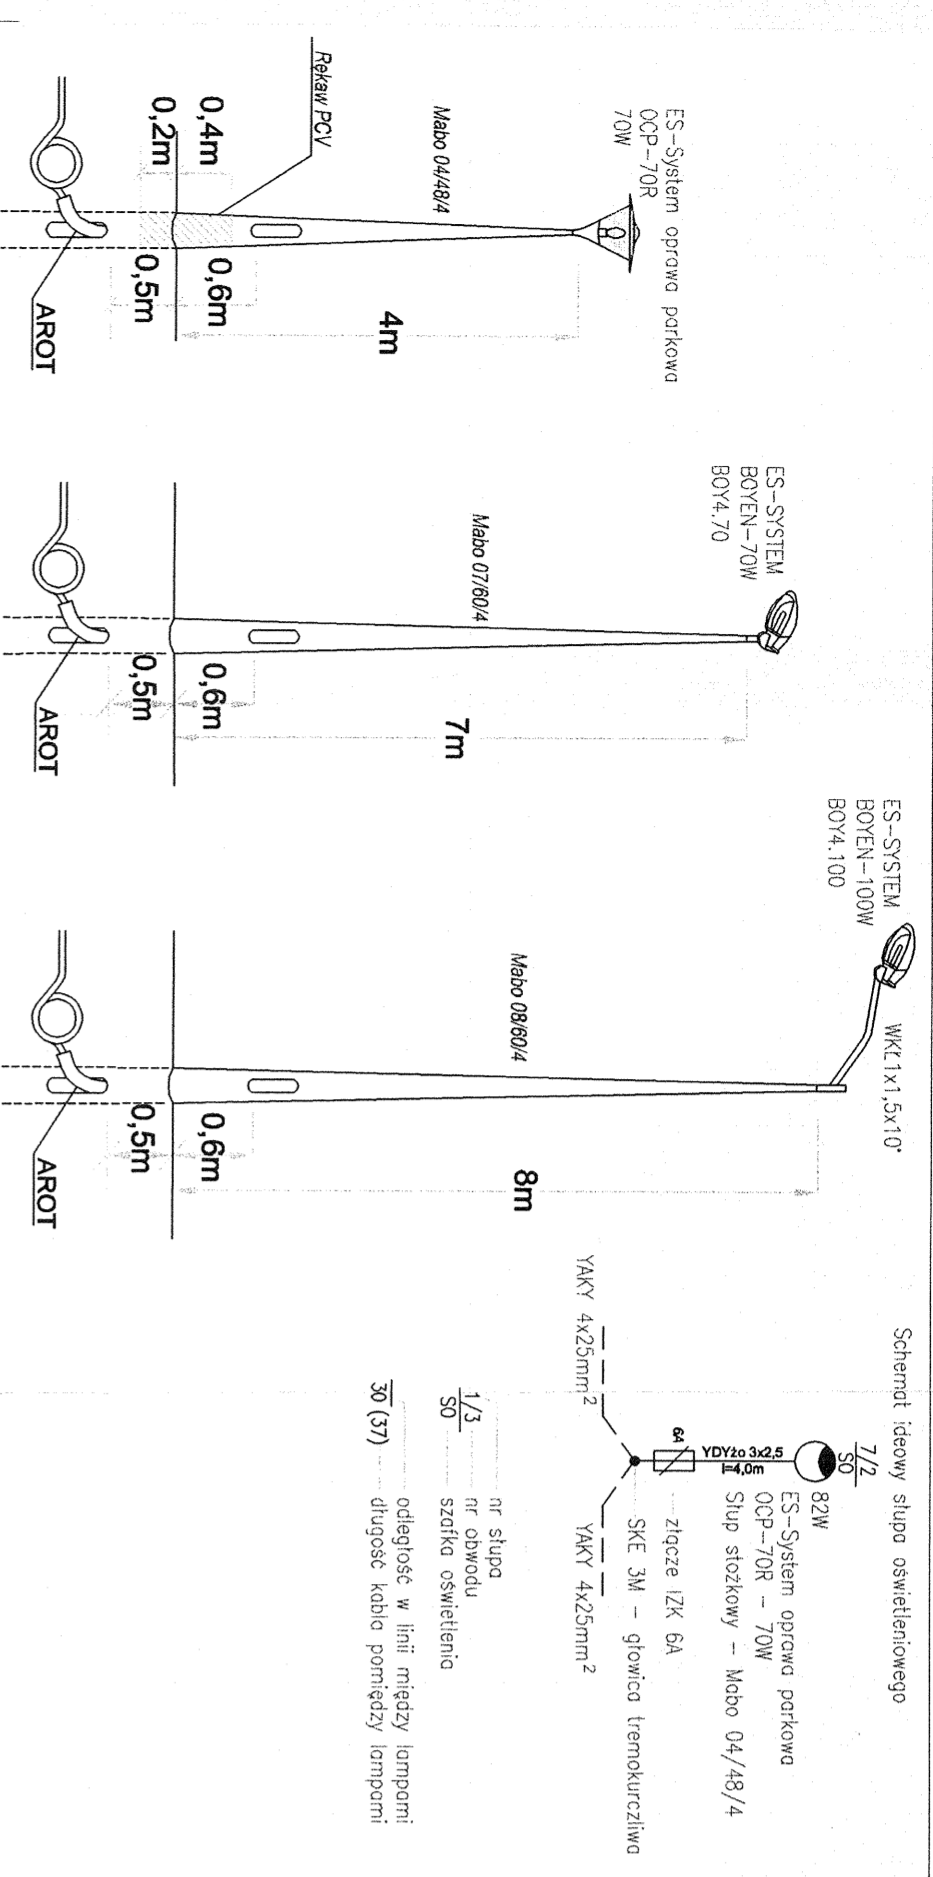 ES-System oprawa parkowa
OCP-70R
70W
Mabo 04/48/4
Rękaw PCV
0,4m
0,2m
4m
0,6m
0,5m
AROT
ES-SYSTEM
BOYEN-70W
BOY4.70
Mabo 07/60/4
7m
0,6m
0,5m
AROT
ES-SYSTEM
BOYEN-100W
BOY4.100
WKŁ1x1,5x10°
Mabo 08/60/4
8m
0,6m
0,5m
AROT
Schemat ideowy słupa oświetleniowego
7/2
SO
82W
ES-System oprawa parkowa
OCP-70R - 70W
Słup stożkowy - Mabo 04/48/4
YDYżo 3x2,5
l=4,0m
6A
złącze IZK 6A
SKE 3M - głowica tremokurczliwa
YAKY 4x25mm²
YAKY 4x25mm²
nr słupa
1/3 nr obwodu
SO szafka oświetlenia
odległość w linii między lampami
30 (37) długość kabla pomiędzy lampami